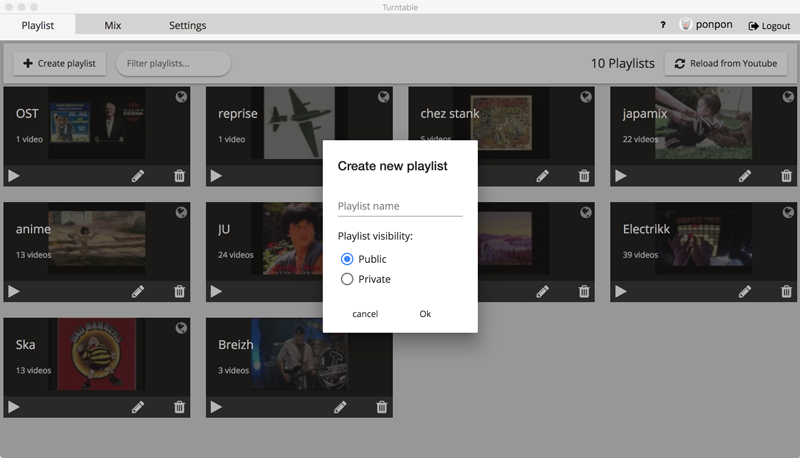 Turntable
Playlist
Mix
Settings
?
ponpon
Logout
Create playlist
Filter playlists...
10 Playlists
Reload from Youtube
OST
1 video
reprise
1 video
chez stank
5 videos
japamix
22 videos
anime
13 videos
JU
24 videos
Electrikk
39 videos
Ska
13 videos
Breizh
3 videos
Create new playlist
Playlist name
Playlist visibility:
Public
Private
cancel
Ok